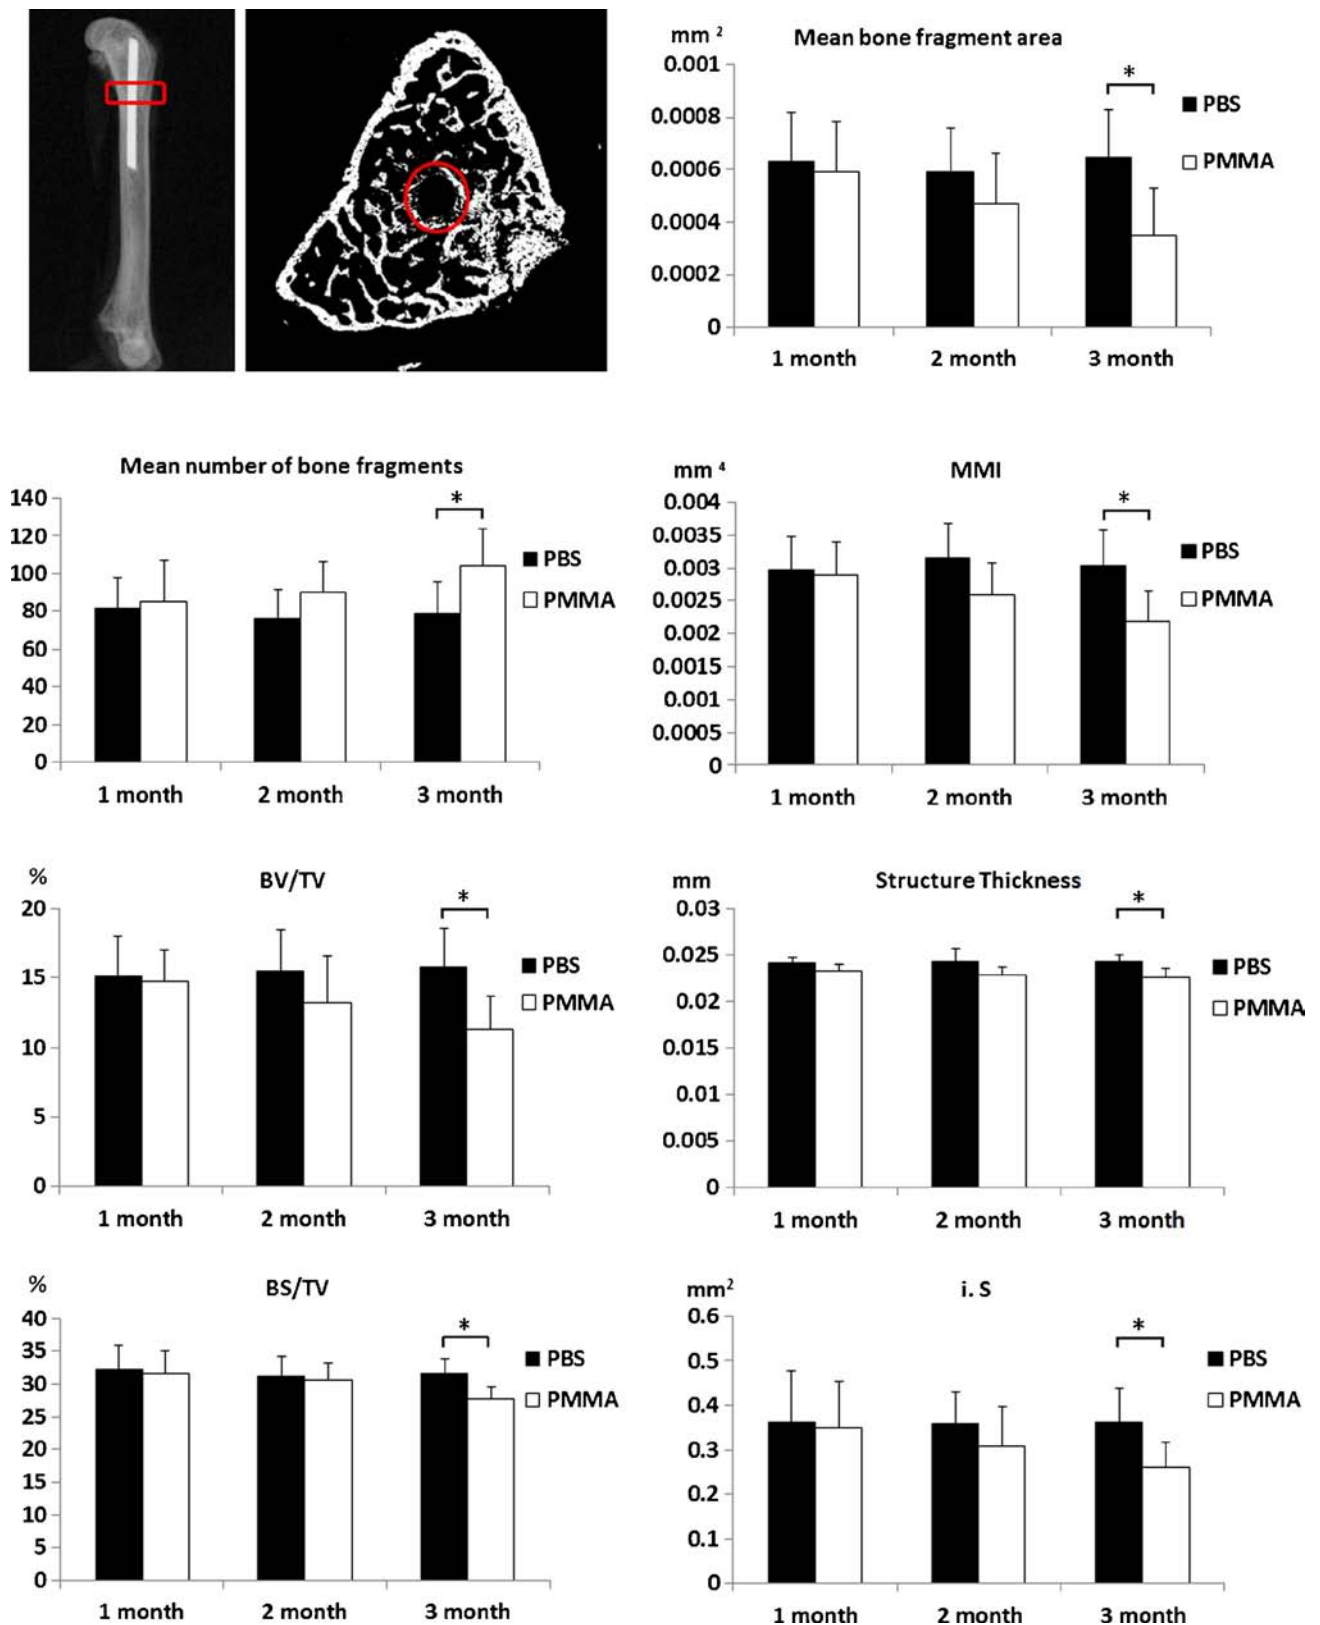 mm 2
Mean bone fragment area
0.001
0.0008
0.0006
0.0004
0.0002
0
*
PBS
PMMA
1 month 2 month 3 month
Mean number of bone fragments
140
120
100
80
60
40
20
0
*
PBS
PMMA
1 month 2 month 3 month
mm 4
MMI
0.004
0.0035
0.003
0.0025
0.002
0.0015
0.001
0.0005
0
*
PBS
PMMA
1 month 2 month 3 month
%
BV/TV
20
15
10
5
0
*
PBS
PMMA
1 month 2 month 3 month
mm
Structure Thickness
0.03
0.025
0.02
0.015
0.01
0.005
0
*
PBS
PMMA
1 month 2 month 3 month
%
BS/TV
40
35
30
25
20
15
10
5
0
*
PBS
PMMA
1 month 2 month 3 month
mm2
i. S
0.6
0.5
0.4
0.3
0.2
0.1
0
*
PBS
PMMA
1 month 2 month 3 month